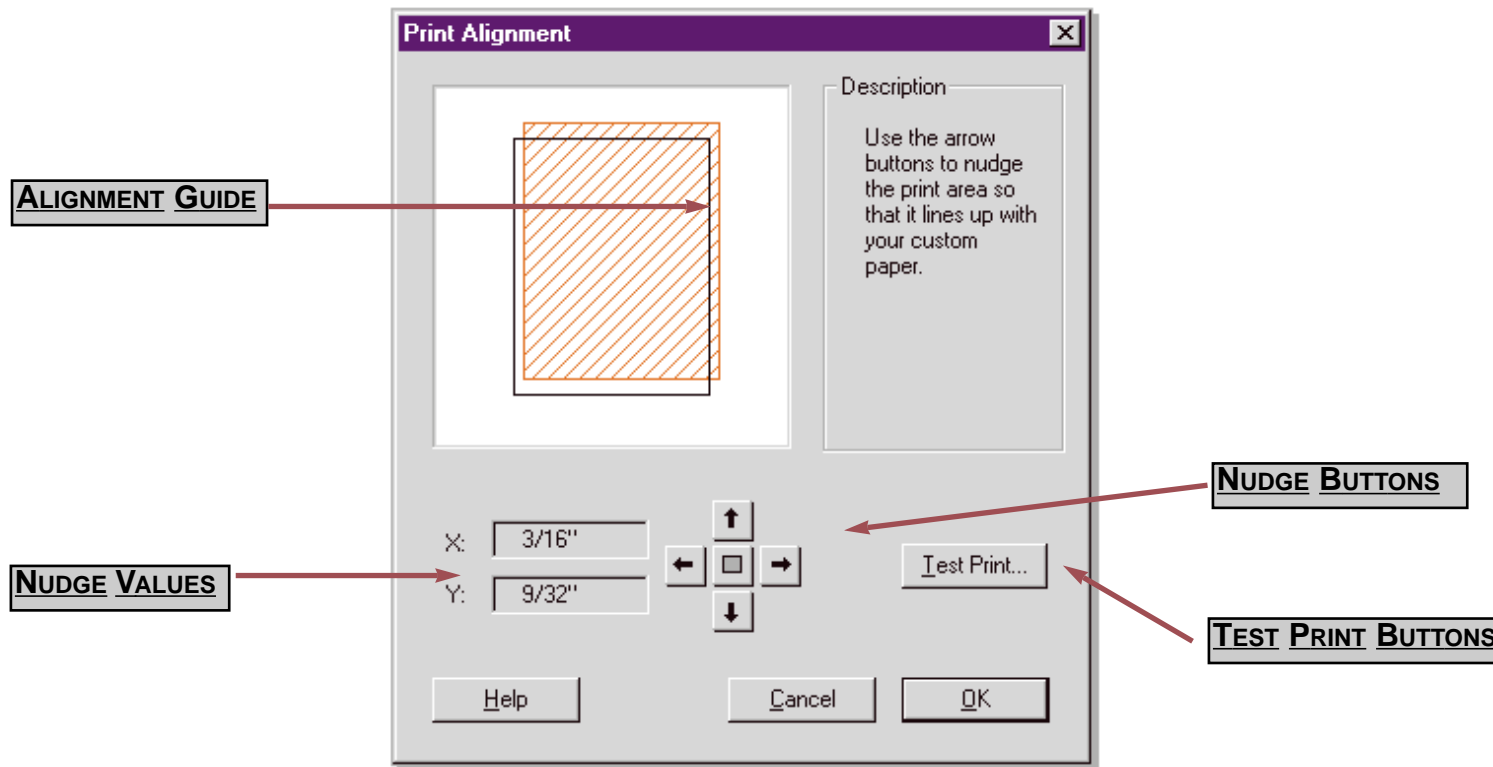 Print Alignment
Description
Use the arrow
buttons to nudge
the print area so
that it lines up with
your custom
paper.
ALIGNMENT GUIDE
NUDGE BUTTONS
X: 3/16"
Y: 9/32"
Test Print...
NUDGE VALUES
TEST PRINT BUTTONS
Help
Cancel
OK